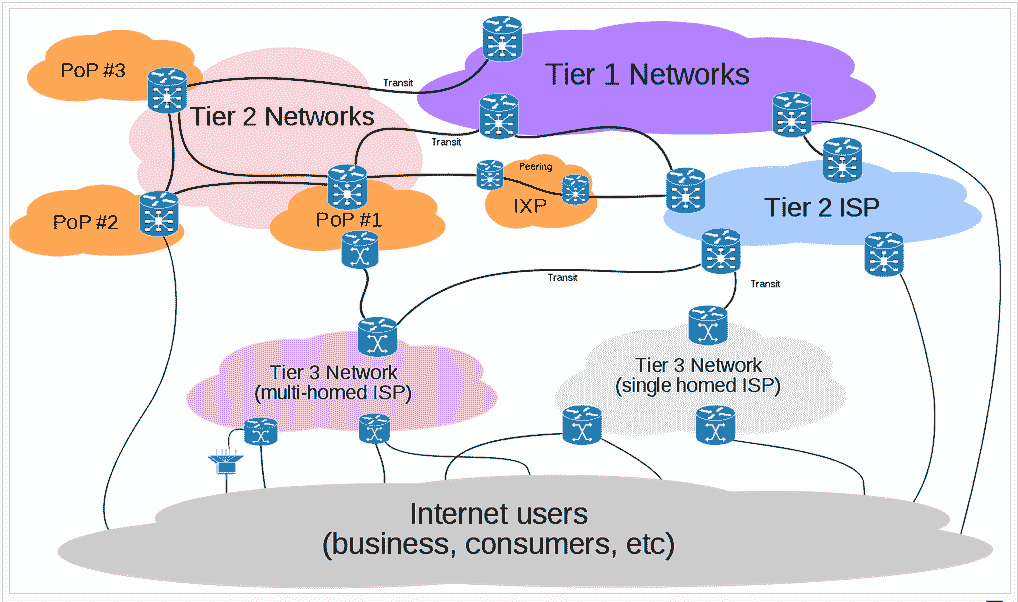 PoP #3
Transit
Tier 1 Networks
Tier 2 Networks
Transit
Peering
IXP
PoP #2
PoP #1
Tier 2 ISP
Transit
Transit
Tier 3 Network
(multi-homed ISP)
Tier 3 Network
(single homed ISP)
Internet users
(business, consumers, etc)